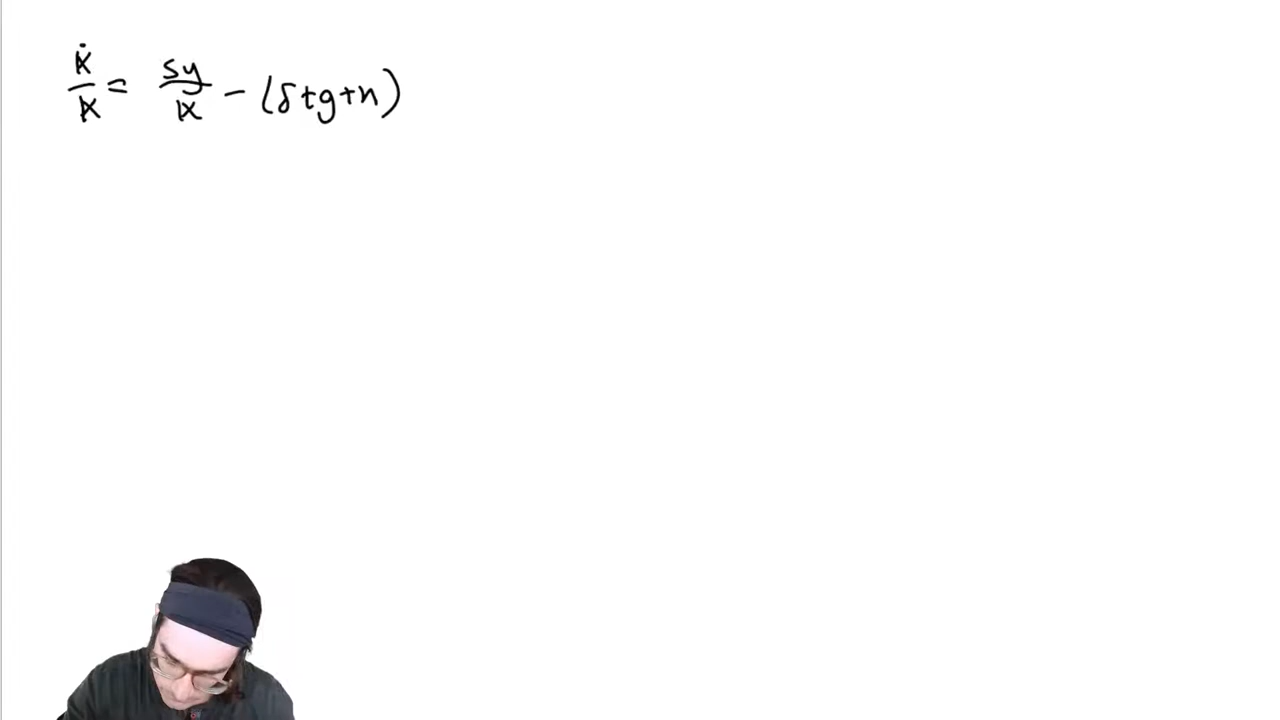 k̇/k = sy/k - (δ+g+n)